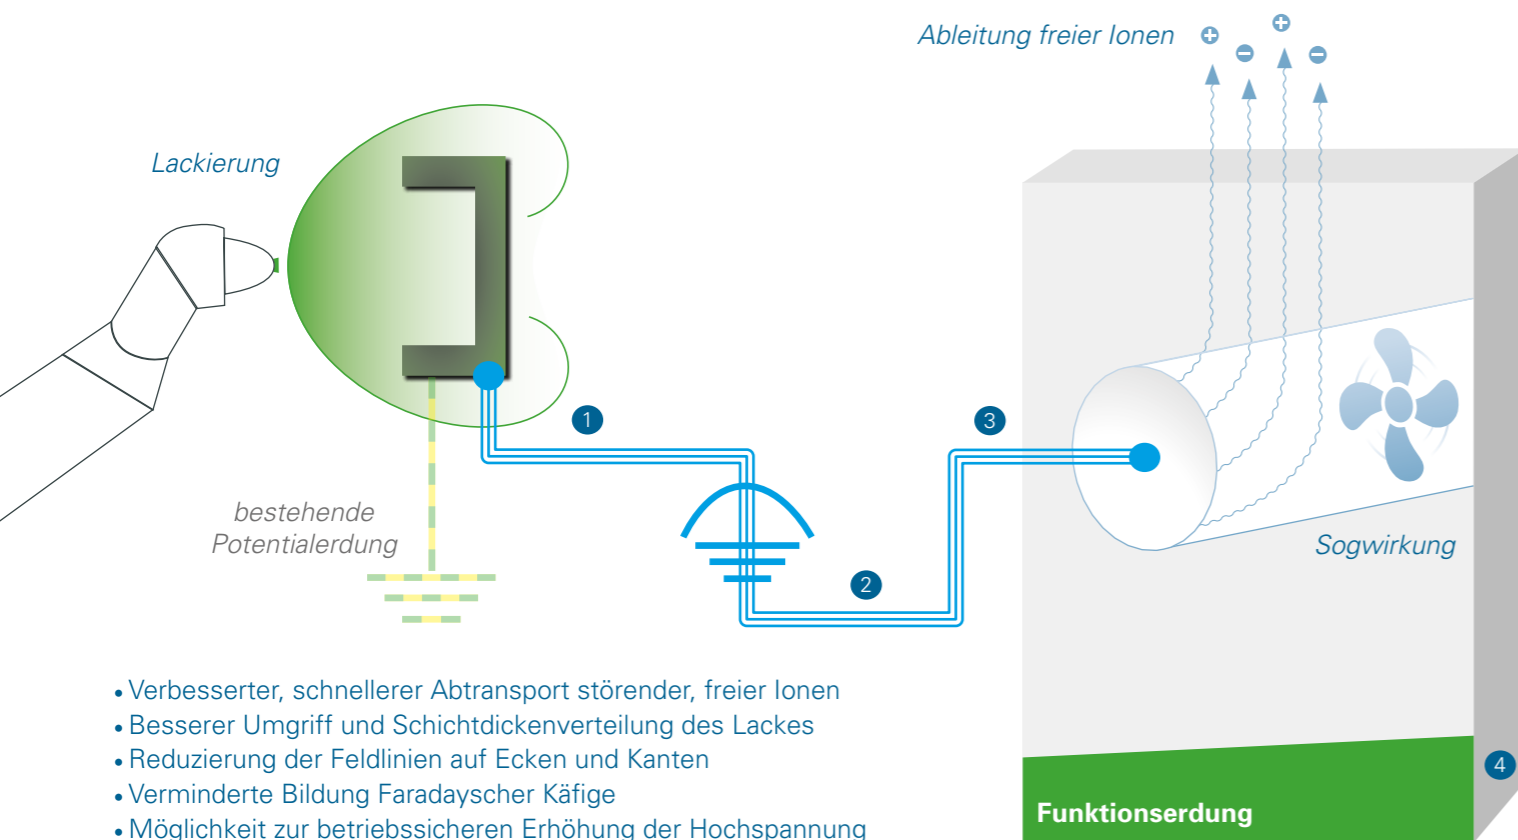 Ableitung freier Ionen
+
+
−
−
Lackierung
1
3
bestehende
Potentialerdung
Sogwirkung
2
• Verbesserter, schnellerer Abtransport störender, freier Ionen
• Besserer Umgriff und Schichtdickenverteilung des Lackes
• Reduzierung der Feldlinien auf Ecken und Kanten
• Verminderte Bildung Faradayscher Käfige
• Möglichkeit zur betriebssicheren Erhöhung der Hochspannung
4
Funktionserdung